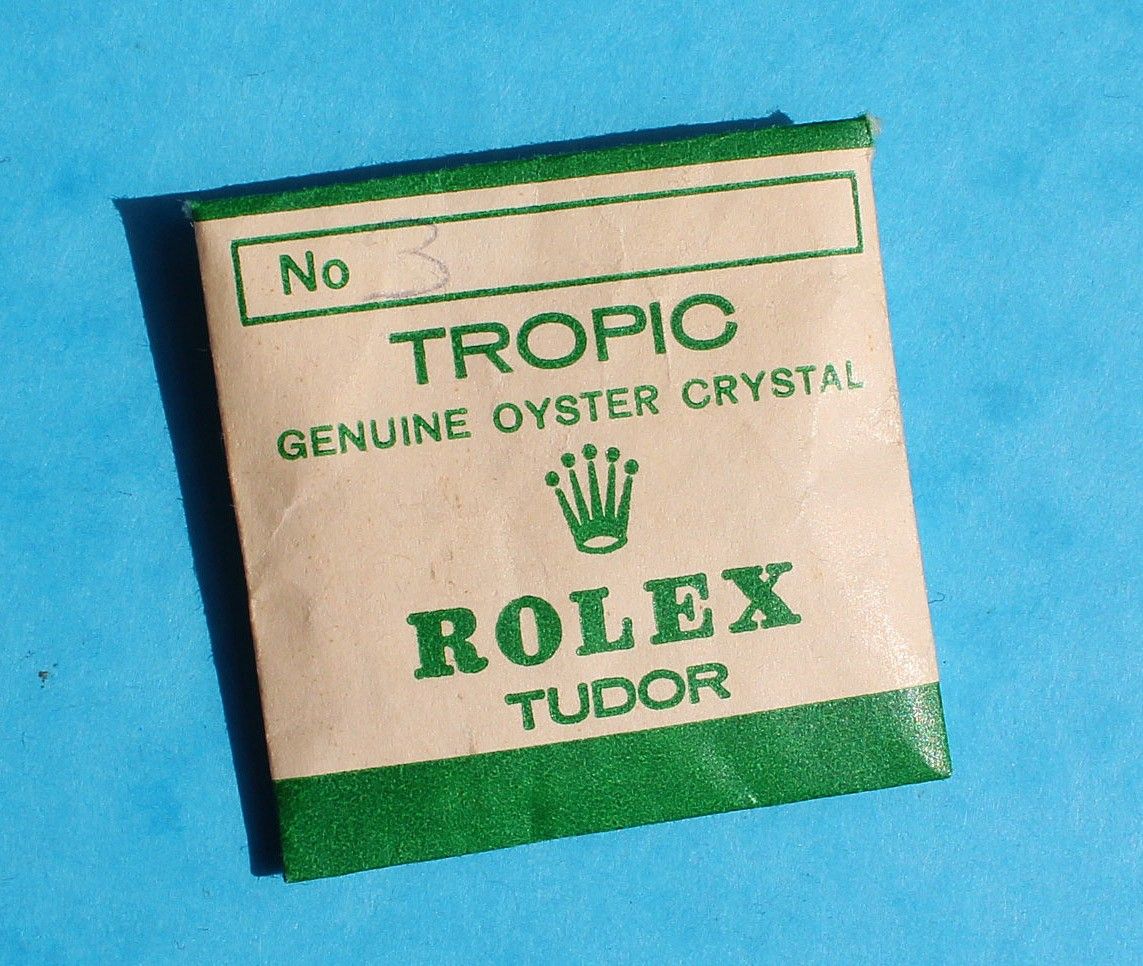 No 3
TROPIC
GENUINE OYSTER CRYSTAL
ROLEX
TUDOR